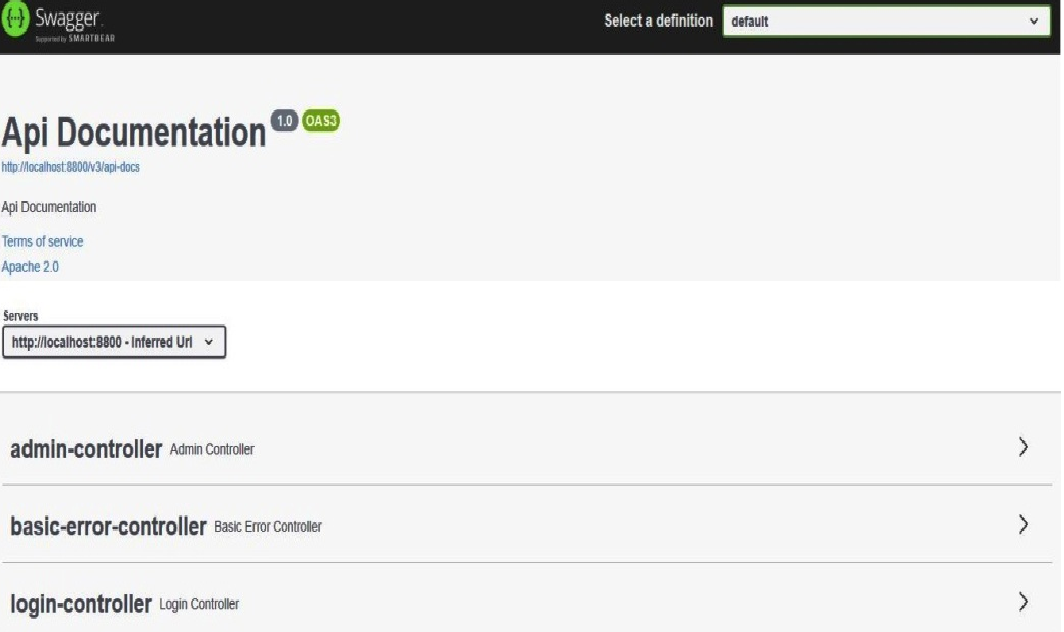 {...} Swagger.
Supported by SMARTBEAR
Select a definition default
Api Documentation 1.0 OAS3
http://localhost:8800/v3/api-docs
Api Documentation
Terms of service
Apache 2.0
Servers
http://localhost:8800 - Inferred Url
admin-controller Admin Controller
basic-error-controller Basic Error Controller
login-controller Login Controller